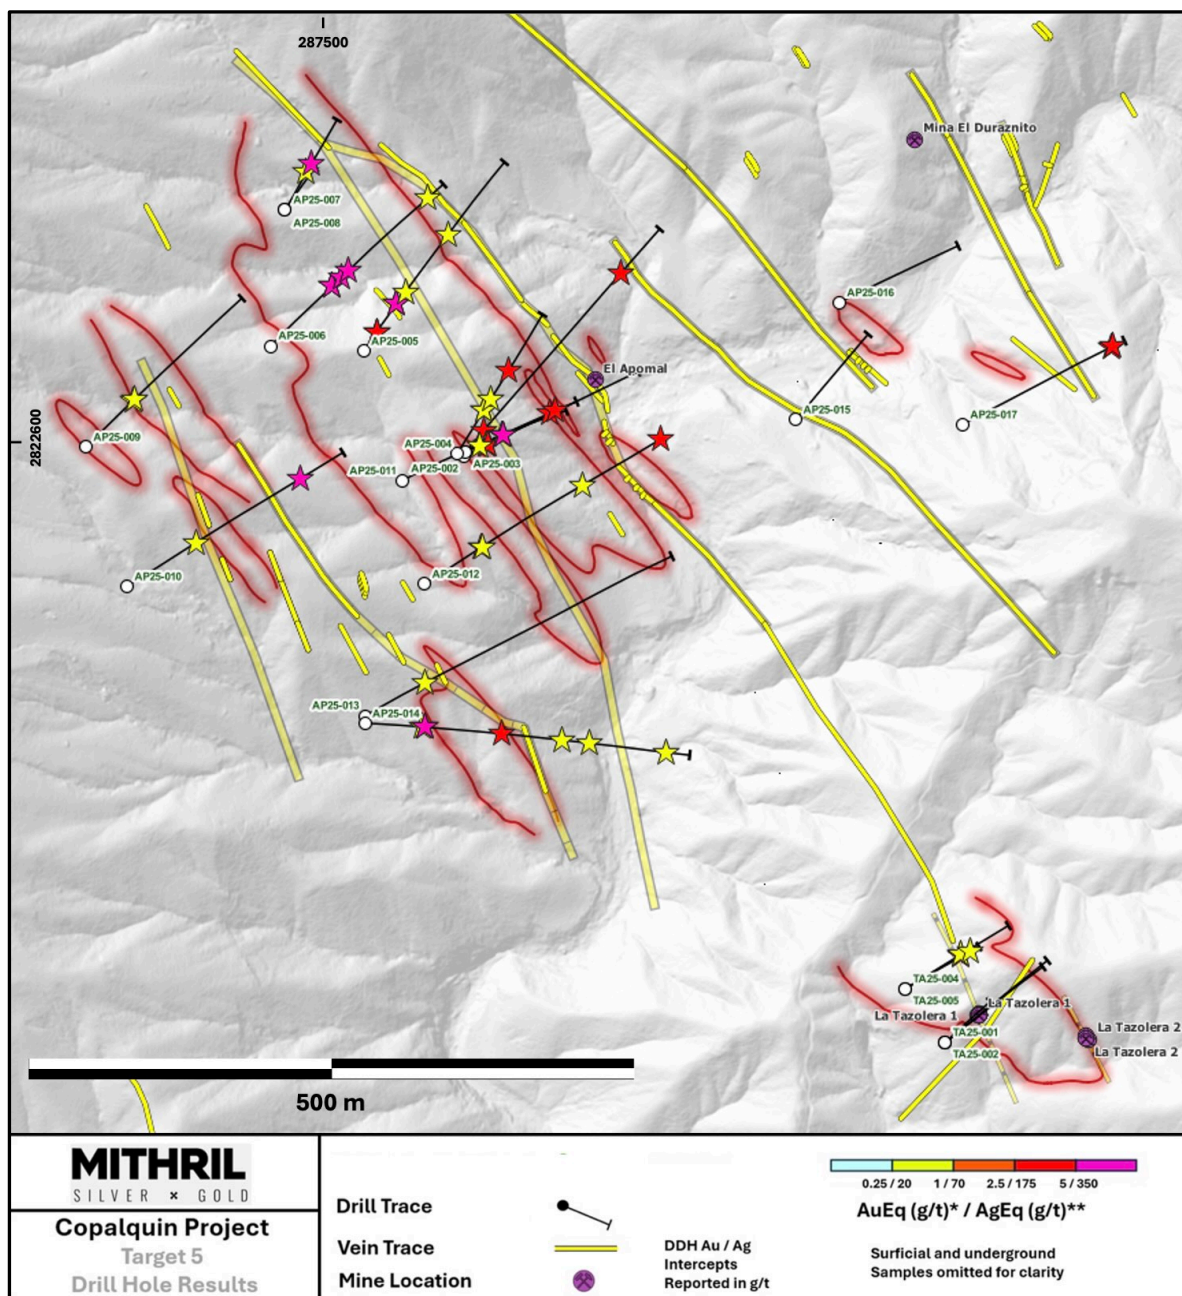 287500
Mina El Duraznito
AP25-007
AP25-008
AP25-016
AP25-006
AP25-005
El Apomal
AP25-015
AP25-017
2822600
AP25-009
AP25-004
AP25-011
AP25-002
AP25-003
AP25-010
AP25-012
AP25-013
AP25-014
TA25-004
TA25-005
La Tazolera 1
La Tazolera 1
TA25-001
TA25-002
La Tazolera 2
La Tazolera 2
500 m
MITHRIL
SILVER × GOLD
Copalquin Project
Target 5
Drill Hole Results
Drill Trace
Vein Trace
Mine Location
DDH Au / Ag
Intercepts
Reported in g/t
0.25 / 20 1 / 70 2.5 / 175 5 / 350
AuEq (g/t)* / AgEq (g/t)**
Surficial and underground
Samples omitted for clarity